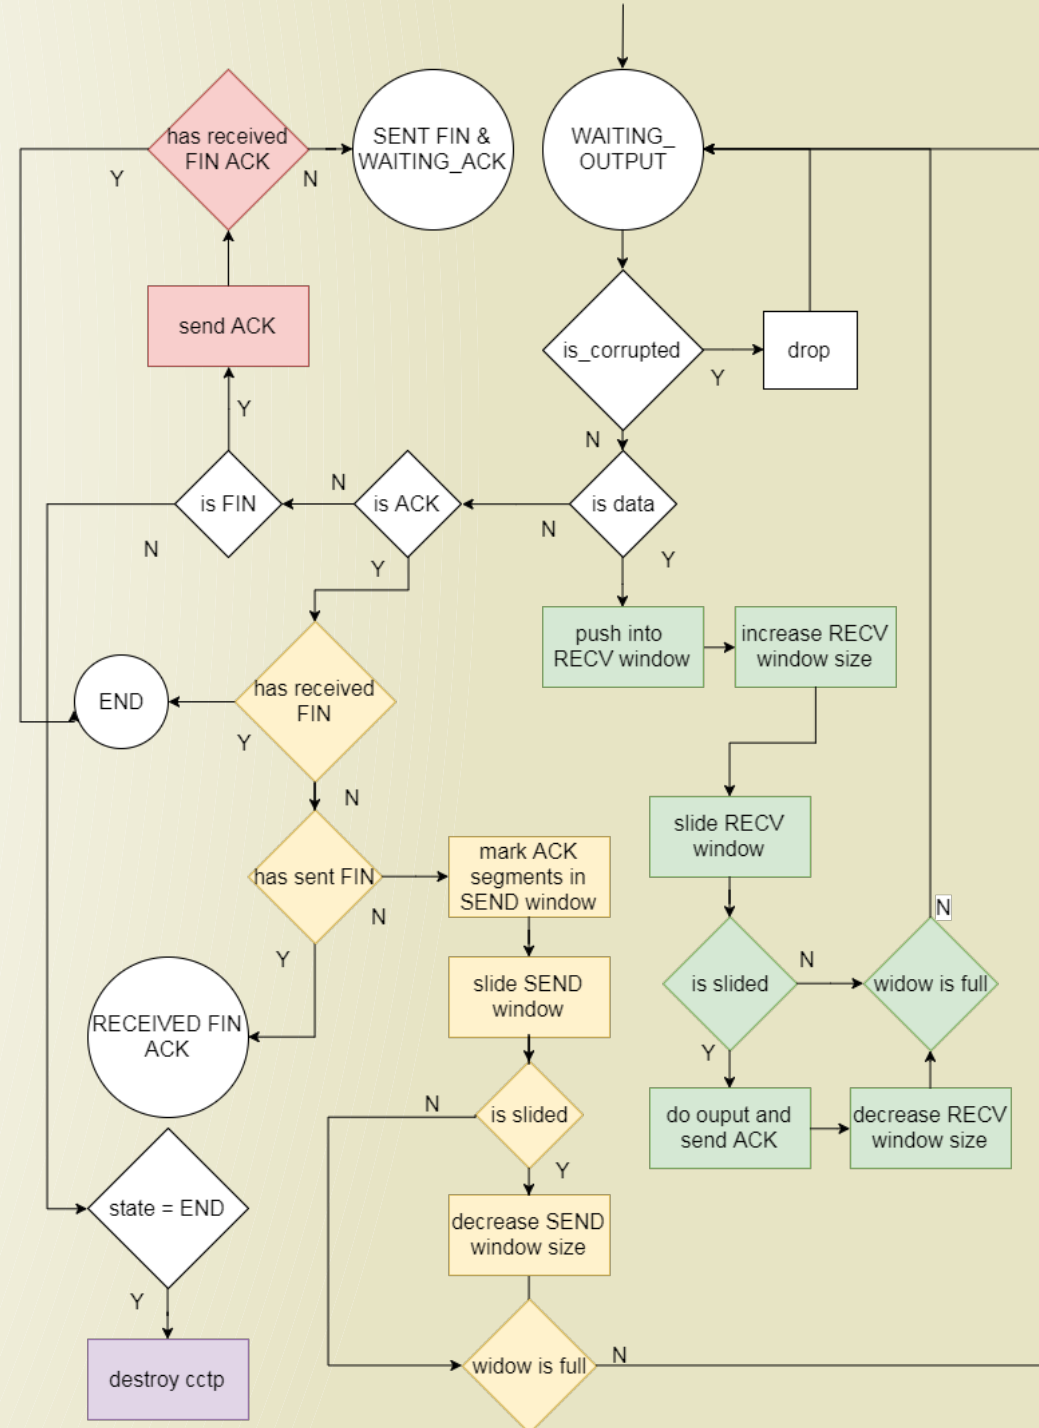 has received
FIN ACK
Y
N
SENT FIN &
WAITING_ACK
WAITING_
OUTPUT
send ACK
is_corrupted
Y
drop
Y
N
is FIN
N
is ACK
N
is data
N
Y
Y
push into
RECV window
increase RECV
window size
has received
FIN
END
Y
N
slide RECV
window
has sent FIN
N
mark ACK
segments in
SEND window
Y
N
is slided
N
widow is full
slide SEND
window
RECEIVED FIN
ACK
Y
do ouput and
send ACK
decrease RECV
window size
N
is slided
Y
state = END
decrease SEND
window size
Y
destroy cctp
widow is full
N